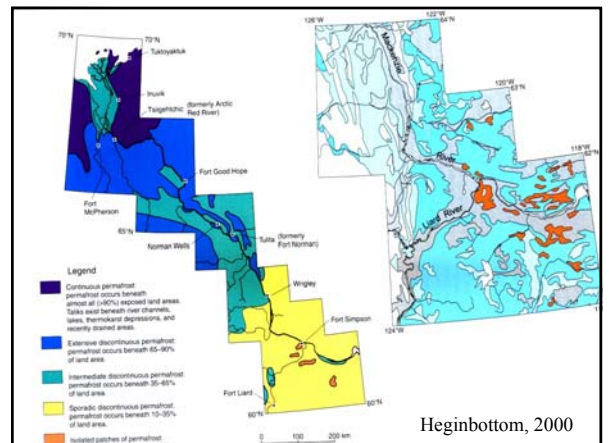 70°N
70°N
Tuktoyaktuk
Inuvik
Tsiigehtchic (formerly Arctic
Red River)
Fort Good Hope
Fort
McPherson
65°N
Norman Wells
Tulita (formerly
Fort Norman)
Wrigley
Fort Simpson
Fort Liard
60°N
60°N
Legend
Continuous permafrost
permafrost occurs beneath
almost all (>90%) exposed land areas.
Taliks exist beneath river channels,
lakes, thermokarst depressions, and
recently drained areas.
Extensive discontinuous permafrost
permafrost occurs beneath 65-90%
of land area.
Intermediate discontinuous permafrost
permafrost occurs beneath 35-65%
of land area.
Sporadic discontinuous permafrost
permafrost occurs beneath 10-35%
of land area.
Isolated patches of permafrost
0 100 200
km
126°W
122°W
64°N
Mackenzie
120°W
63°N
River
118°W
62°N
Liard River
124°W
Heginbottom, 2000